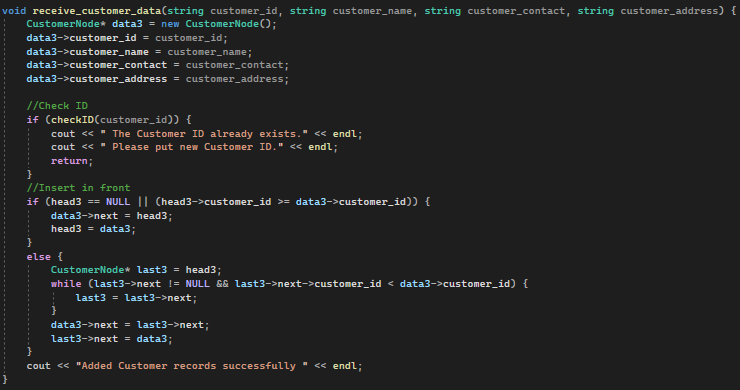 void receive_customer_data(string customer_id, string customer_name, string customer_contact, string customer_address) {
    CustomerNode* data3 = new CustomerNode();
    data3->customer_id = customer_id;
    data3->customer_name = customer_name;
    data3->customer_contact = customer_contact;
    data3->customer_address = customer_address;

    //Check ID
    if (checkID(customer_id)) {
        cout << " The Customer ID already exists." << endl;
        cout << " Please put new Customer ID." << endl;
        return;
    }
    //Insert in front
    if (head3 == NULL || (head3->customer_id >= data3->customer_id)) {
        data3->next = head3;
        head3 = data3;
    }
    else {
        CustomerNode* last3 = head3;
        while (last3->next != NULL && last3->next->customer_id < data3->customer_id) {
            last3 = last3->next;
        }
        data3->next = last3->next;
        last3->next = data3;
    }
    cout << "Added Customer records successfully " << endl;
}